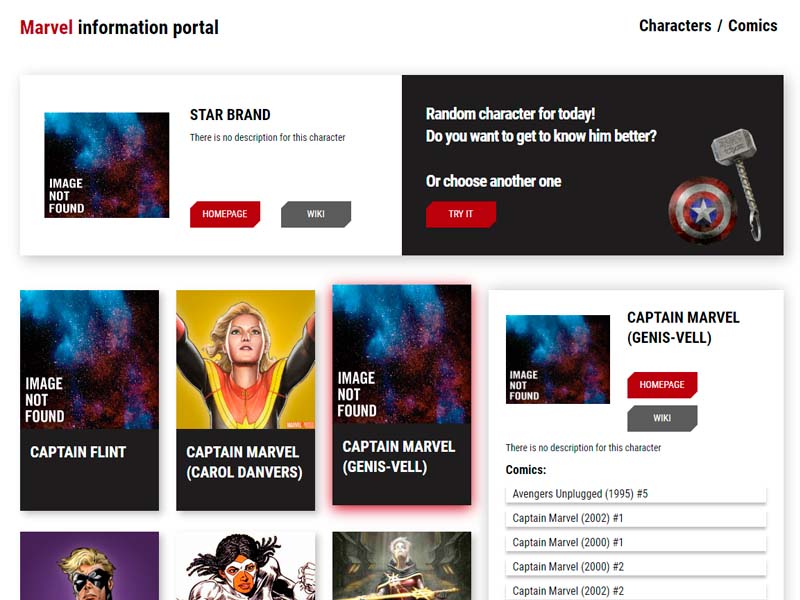 Marvel information portal
Characters / Comics
IMAGE
NOT
FOUND
STAR BRAND
There is no description for this character
HOMEPAGE
WIKI
Random character for today!
Do you want to get to know him better?
Or choose another one
TRY IT
IMAGE
NOT
FOUND
CAPTAIN FLINT
CAPTAIN MARVEL
(CAROL DANVERS)
IMAGE
NOT
FOUND
CAPTAIN MARVEL
(GENIS-VELL)
IMAGE
NOT
FOUND
CAPTAIN MARVEL
(GENIS-VELL)
HOMEPAGE
WIKI
There is no description for this character
Comics:
Avengers Unplugged (1995) #5
Captain Marvel (2002) #1
Captain Marvel (2000) #1
Captain Marvel (2000) #2
Captain Marvel (2002) #2